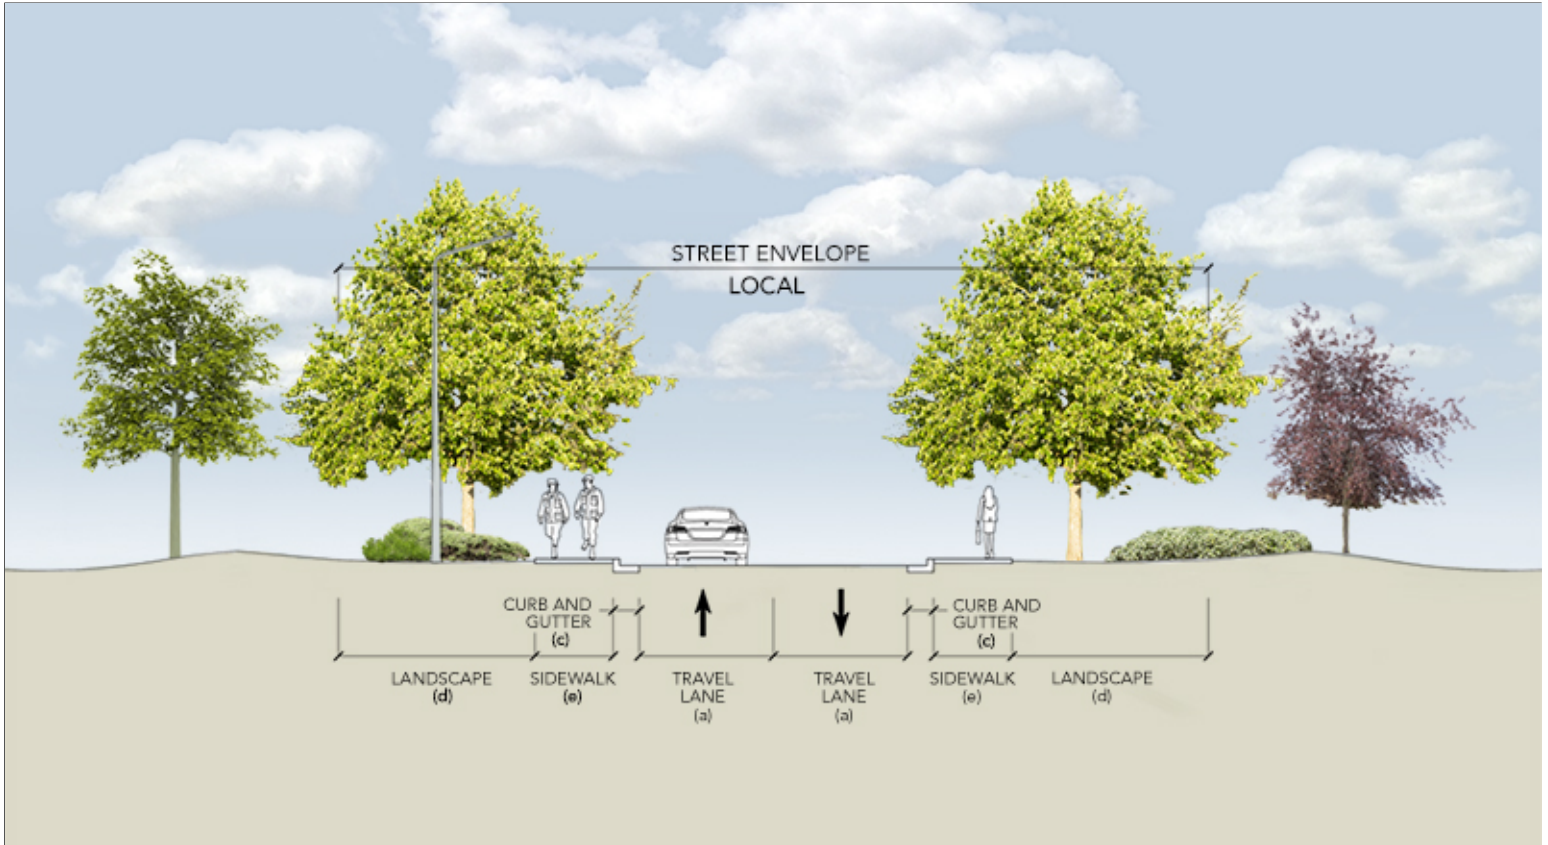 STREET ENVELOPE
LOCAL
CURB AND
GUTTER
(c)
CURB AND
GUTTER
(c)
LANDSCAPE
(d)
SIDEWALK
(e)
TRAVEL
LANE
(a)
TRAVEL
LANE
(a)
SIDEWALK
(e)
LANDSCAPE
(d)